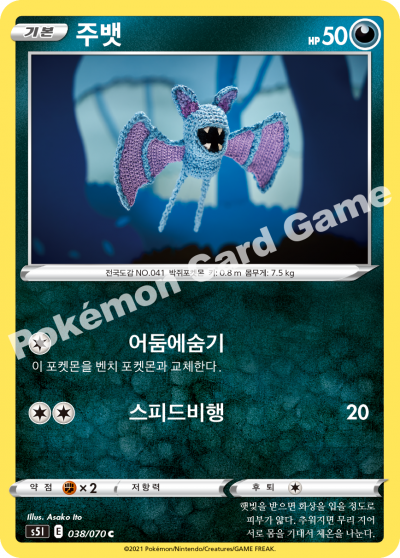 기본 주뱃 HP 50
전국도감 NO.041 박쥐포켓몬 키: 0.8 m 몸무게: 7.5 kg
어둠에숨기
이 포켓몬을 벤치 포켓몬과 교체한다.
스피드비행 20
약점 ×2 저항력 후퇴
Illus. Asako Ito
s5I E 038/070 C
햇빛을 받으면 화상을 입을 정도로
피부가 얇다. 추워지면 무리 지어
서로 몸을 기대서 체온을 나눈다.
©2021 Pokémon/Nintendo/Creatures/GAME FREAK.
Pokémon Card Game